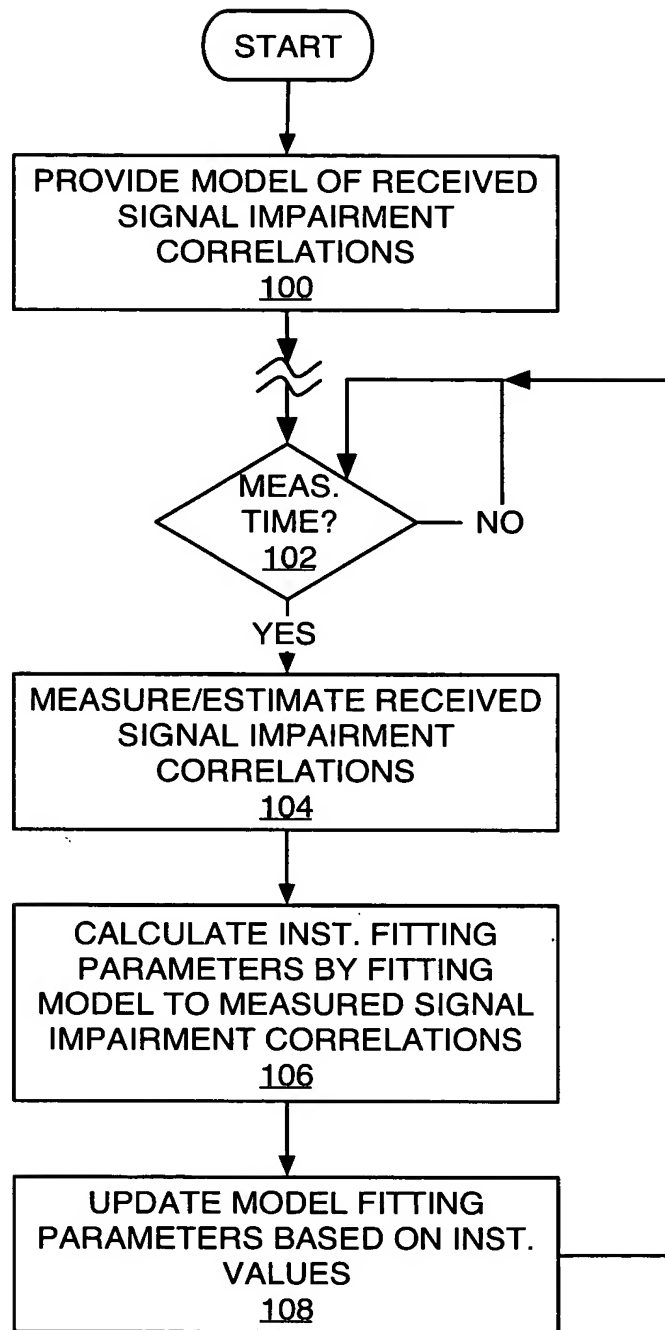 START
PROVIDE MODEL OF RECEIVED
SIGNAL IMPAIRMENT
CORRELATIONS
100
MEAS.
TIME?
102
NO
YES
MEASURE/ESTIMATE RECEIVED
SIGNAL IMPAIRMENT
CORRELATIONS
104
CALCULATE INST. FITTING
PARAMETERS BY FITTING
MODEL TO MEASURED SIGNAL
IMPAIRMENT CORRELATIONS
106
UPDATE MODEL FITTING
PARAMETERS BASED ON INST.
VALUES
108